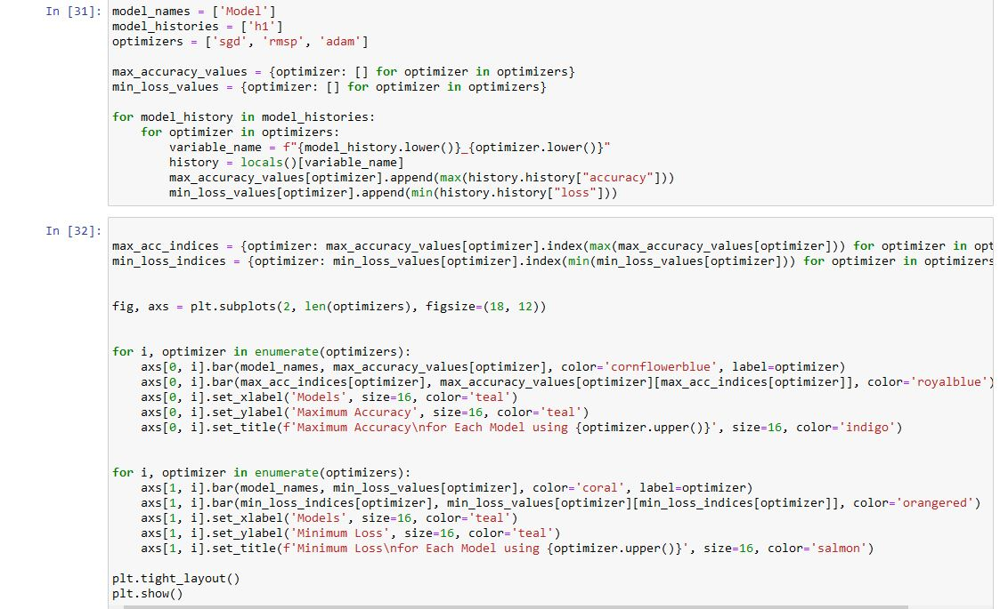 In [31]: model_names = ['Model']
model_histories = ['h1']
optimizers = ['sgd', 'rmsp', 'adam']
max_accuracy_values = {optimizer: [] for optimizer in optimizers}
min_loss_values = {optimizer: [] for optimizer in optimizers}
for model_history in model_histories:
    for optimizer in optimizers:
        variable_name = f"{model_history.lower()}_{optimizer.lower()}"
        history = locals()[variable_name]
        max_accuracy_values[optimizer].append(max(history.history["accuracy"]))
        min_loss_values[optimizer].append(min(history.history["loss"]))
In [32]:
max_acc_indices = {optimizer: max_accuracy_values[optimizer].index(max(max_accuracy_values[optimizer])) for optimizer in opt
min_loss_indices = {optimizer: min_loss_values[optimizer].index(min(min_loss_values[optimizer])) for optimizer in optimizers
fig, axs = plt.subplots(2, len(optimizers), figsize=(18, 12))
for i, optimizer in enumerate(optimizers):
    axs[0, i].bar(model_names, max_accuracy_values[optimizer], color='cornflowerblue', label=optimizer)
    axs[0, i].bar(max_acc_indices[optimizer], max_accuracy_values[optimizer][max_acc_indices[optimizer]], color='royalblue')
    axs[0, i].set_xlabel('Models', size=16, color='teal')
    axs[0, i].set_ylabel('Maximum Accuracy', size=16, color='teal')
    axs[0, i].set_title(f'Maximum Accuracy\nfor Each Model using {optimizer.upper()}', size=16, color='indigo')
for i, optimizer in enumerate(optimizers):
    axs[1, i].bar(model_names, min_loss_values[optimizer], color='coral', label=optimizer)
    axs[1, i].bar(min_loss_indices[optimizer], min_loss_values[optimizer][min_loss_indices[optimizer]], color='orangered')
    axs[1, i].set_xlabel('Models', size=16, color='teal')
    axs[1, i].set_ylabel('Minimum Loss', size=16, color='teal')
    axs[1, i].set_title(f'Minimum Loss\nfor Each Model using {optimizer.upper()}', size=16, color='salmon')
plt.tight_layout()
plt.show()